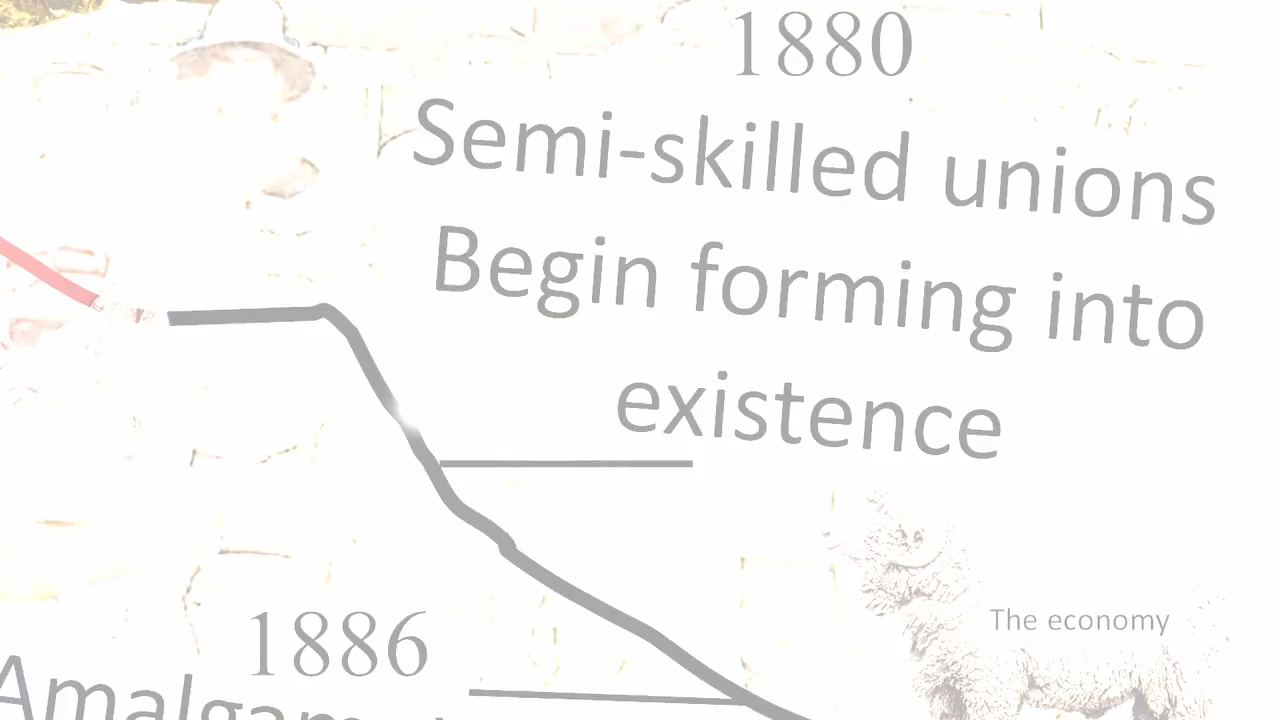 1880
Semi-skilled unions
Begin forming into
existence
The economy
1886